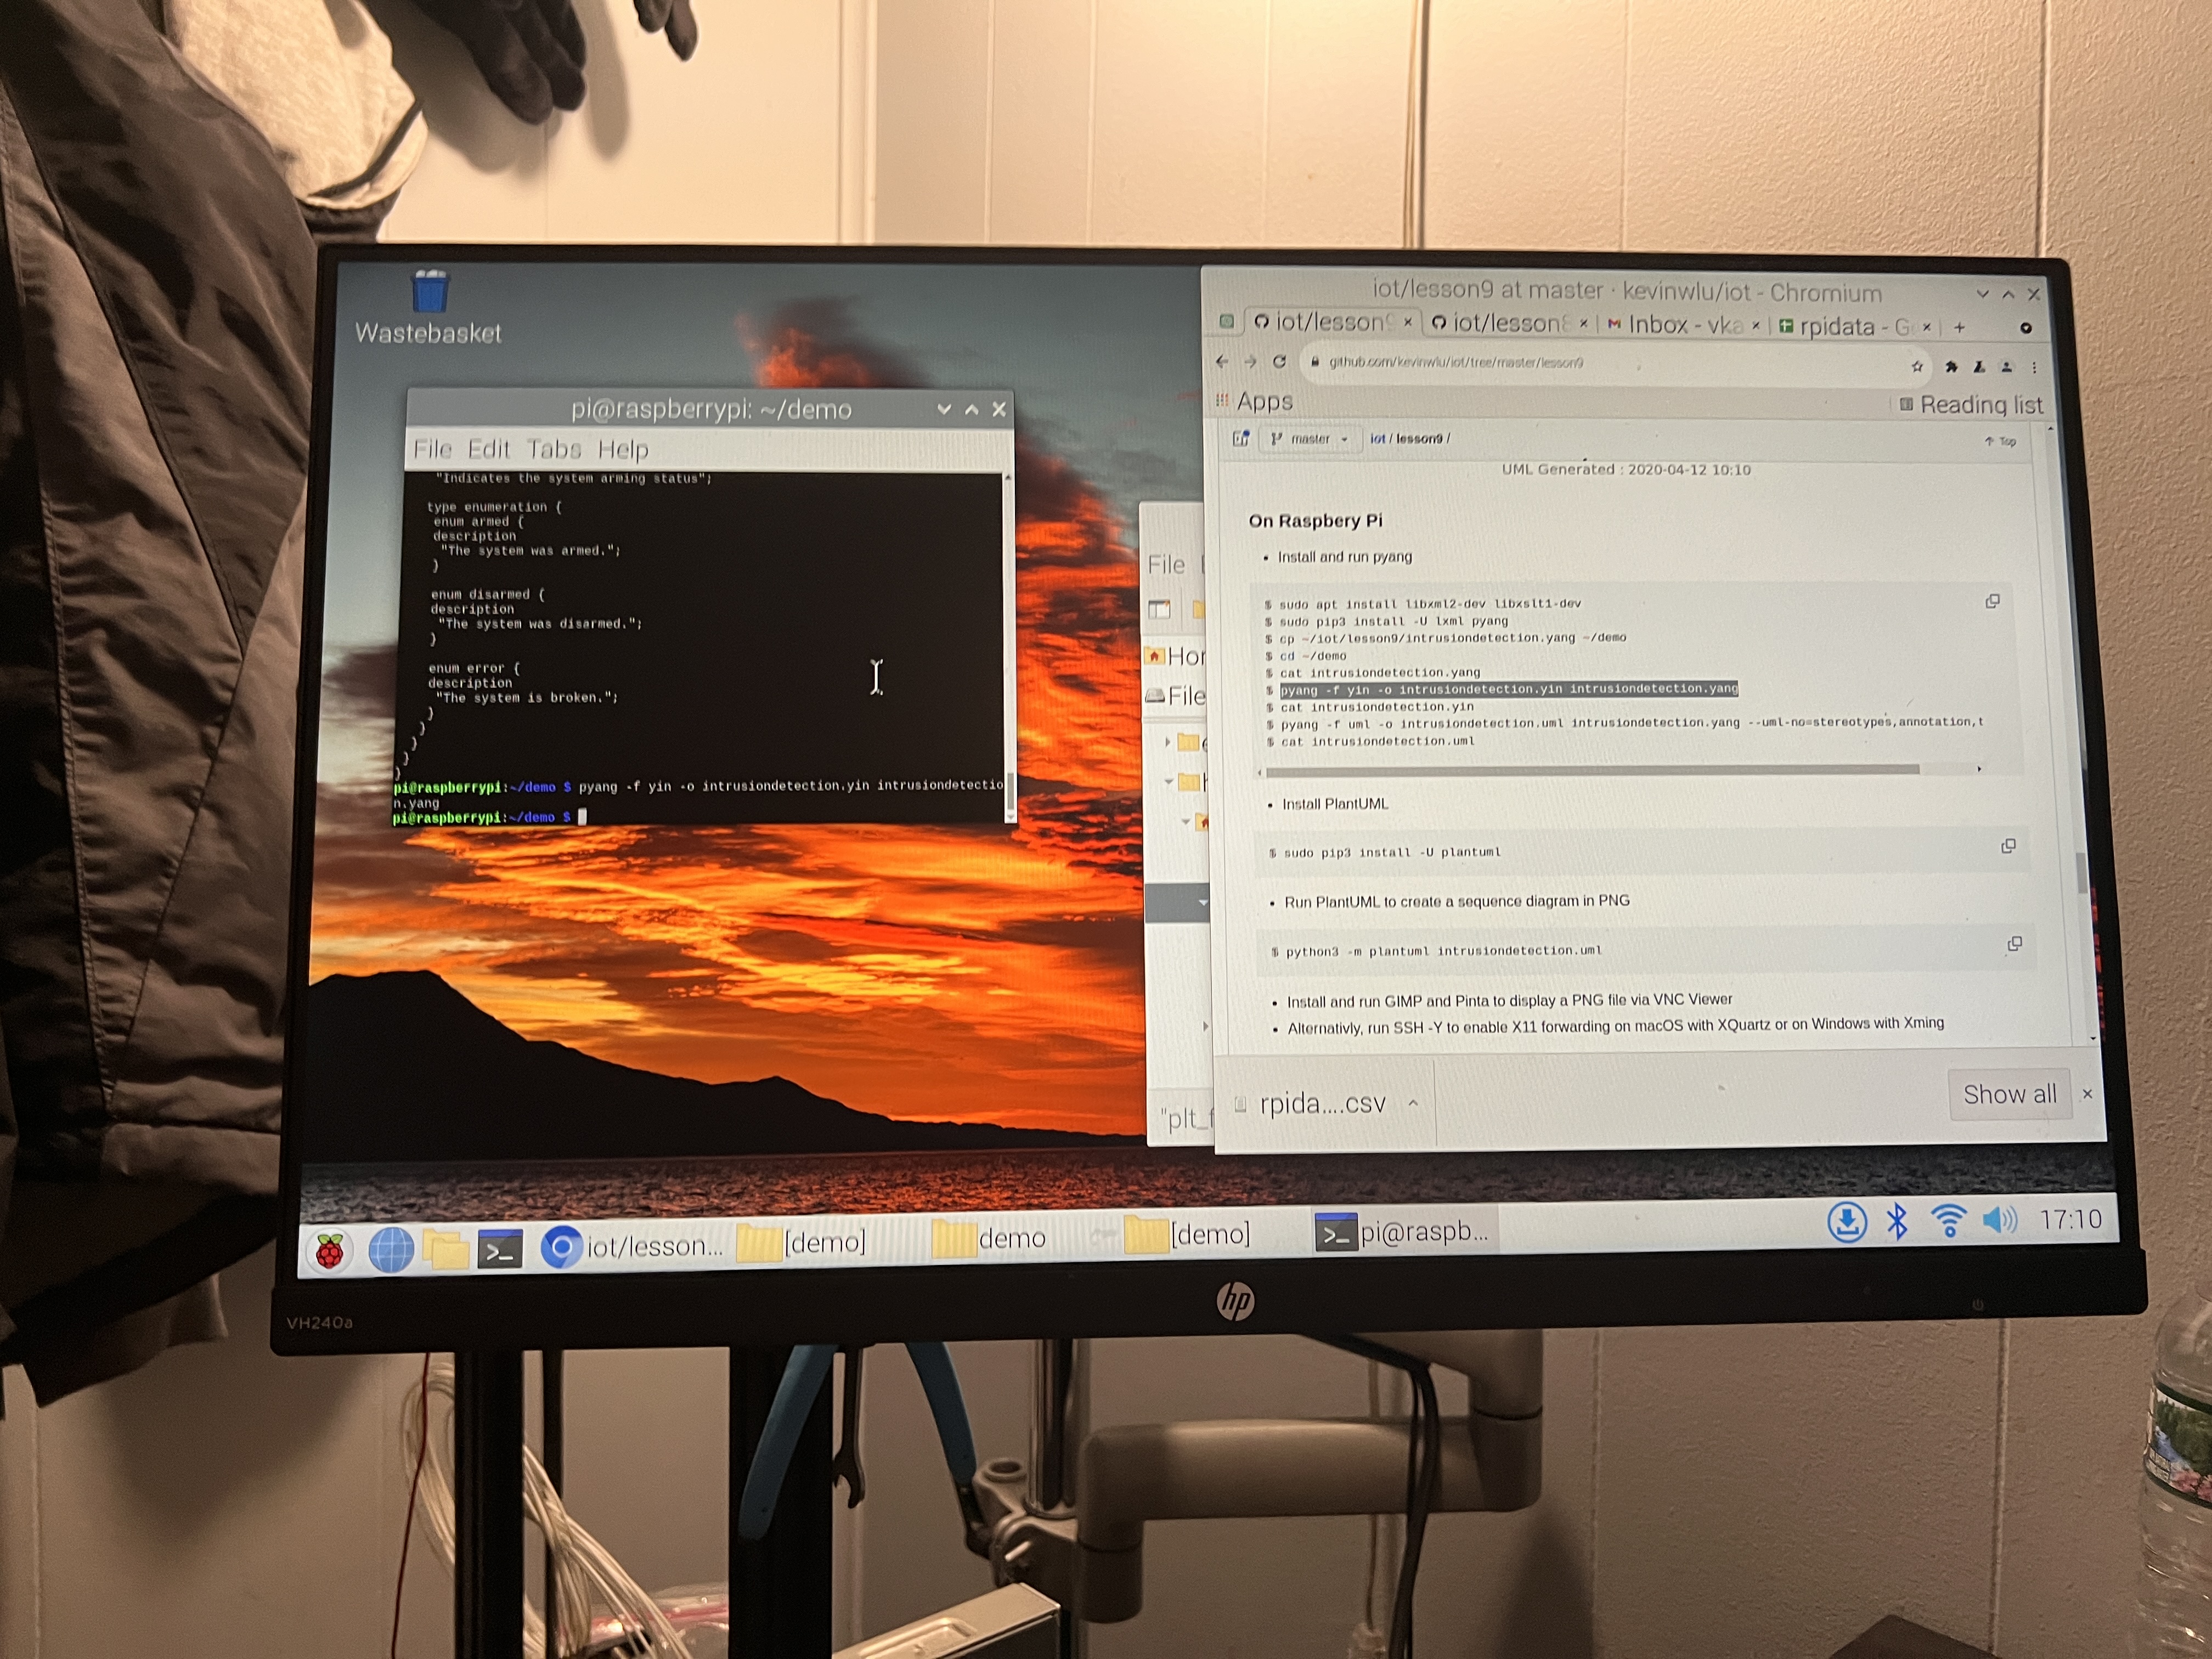 Wastebasket
pi@raspberrypi: ~/demo
File Edit Tabs Help
"Indicates the system arming status";
type enumeration {
enum armed {
description
"The system was armed.";
}
enum disarmed {
description
"The system was disarmed.";
}
enum error {
description
"The system is broken.";
}
}
}
}
}
pi@raspberrypi:~/demo $ pyang -f yin -o intrusiondetection.yin intrusiondetectio
n.yang
pi@raspberrypi:~/demo $
File
Hor
File
"plt_f
iot/lesson9 at master · kevinwlu/iot - Chromium
iot/lesson9 × iot/lesson8 × Inbox - vka × rpidata - G × +
github.com/kevinwlu/iot/tree/master/lesson9
Apps
Reading list
master
iot / lesson9 /
Top
UML Generated : 2020-04-12 10:10
On Raspbery Pi
• Install and run pyang
$ sudo apt install libxml2-dev libxslt1-dev
$ sudo pip3 install -U lxml pyang
$ cp ~/iot/lesson9/intrusiondetection.yang ~/demo
$ cd ~/demo
$ cat intrusiondetection.yang
$ pyang -f yin -o intrusiondetection.yin intrusiondetection.yang
$ cat intrusiondetection.yin
$ pyang -f uml -o intrusiondetection.uml intrusiondetection.yang --uml-no=stereotypes,annotation,t
$ cat intrusiondetection.uml
• Install PlantUML
$ sudo pip3 install -U plantuml
• Run PlantUML to create a sequence diagram in PNG
$ python3 -m plantuml intrusiondetection.uml
• Install and run GIMP and Pinta to display a PNG file via VNC Viewer
• Alternativly, run SSH -Y to enable X11 forwarding on macOS with XQuartz or on Windows with Xming
rpida....csv
Show all ×
iot/lesson...
[demo]
demo
[demo]
pi@raspb...
17:10
VH240a
hp